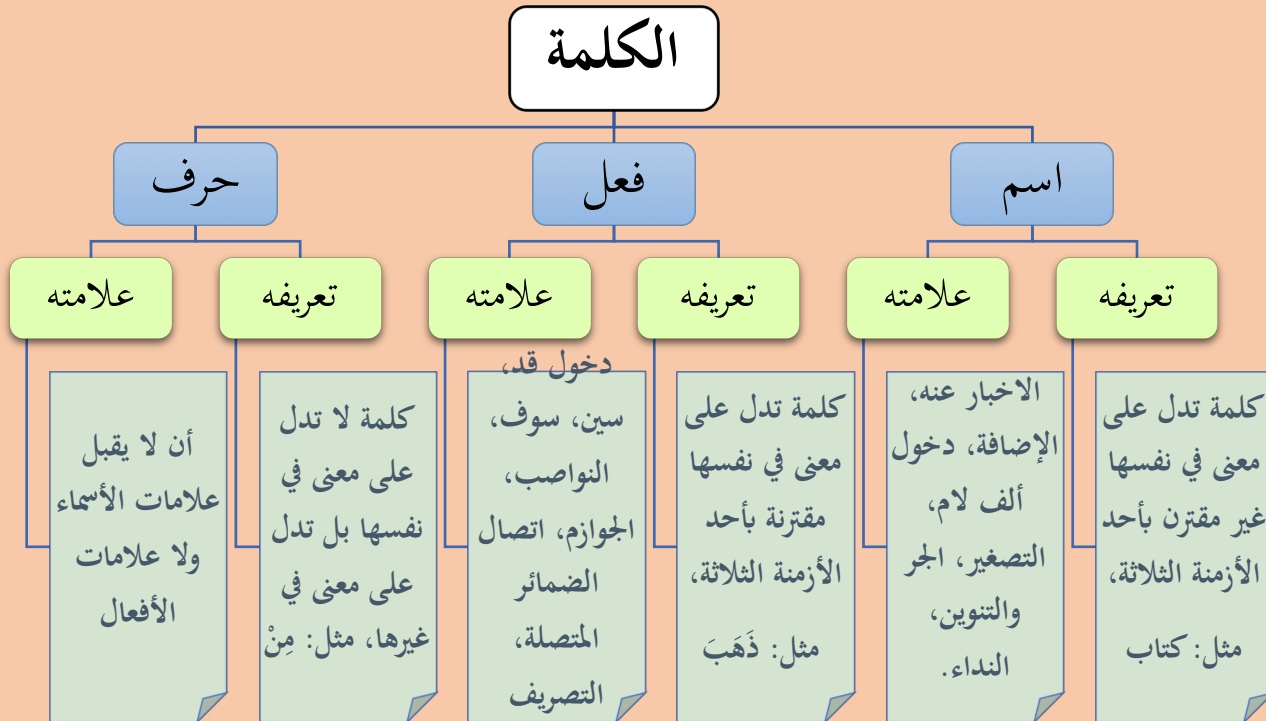 الكلمة
اسم
فعل
حرف
تعريفه
علامته
تعريفه
علامته
تعريفه
علامته
كلمة تدل على
معنى في نفسها
غير مقترن بأحد
الأزمنة الثلاثة،
مثل: كتاب
الاخبار عنه،
الإضافة، دخول
ألف لام،
التصغير، الجر
والتنوين،
النداء.
كلمة تدل على
معنى في نفسها
مقترنة بأحد
الأزمنة الثلاثة،
مثل: ذَهَبَ
دخول قد،
سين، سوف،
النواصب،
الجوازم، اتصال
الضمائر
المتصلة،
التصريف
كلمة لا تدل
على معنى في
نفسها بل تدل
على معنى في
غيرها، مثل: مِنْ
أن لا يقبل
علامات الأسماء
ولا علامات
الأفعال